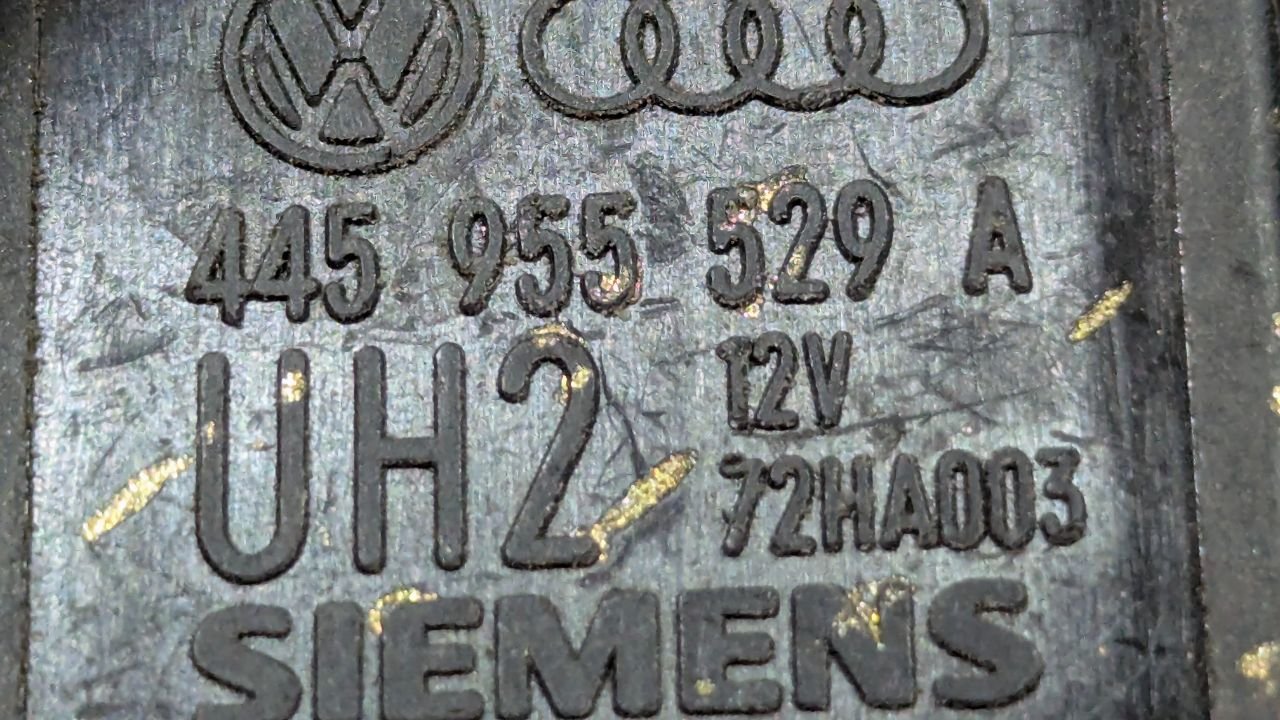 445 955 529 A
UH2
12V
72HA003
SIEMENS